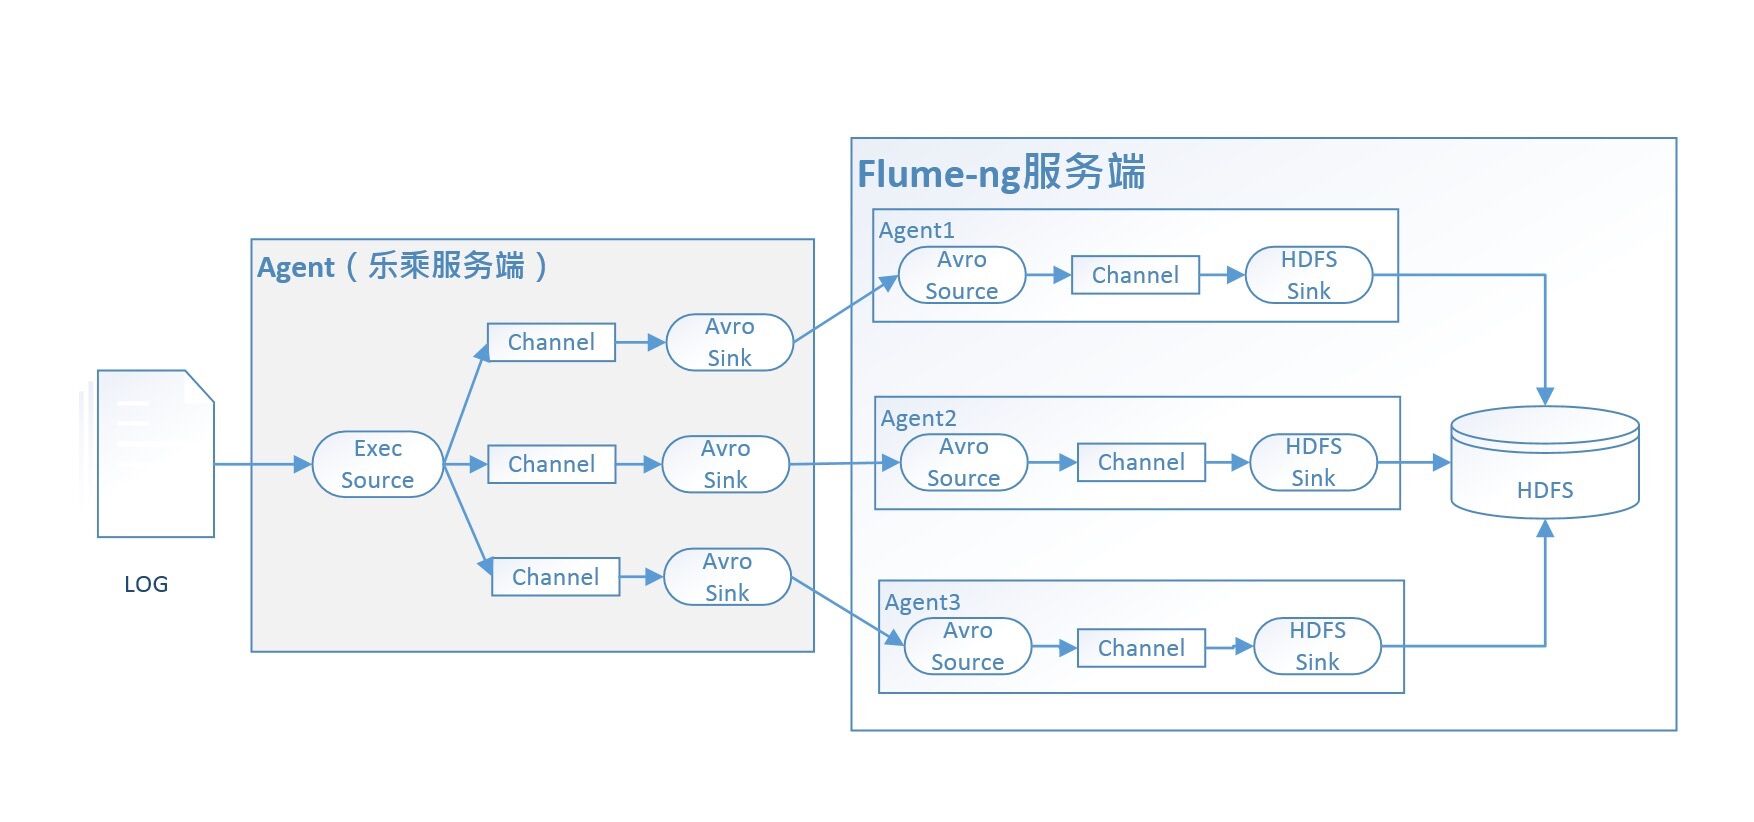 LOG
Agent（乐乘服务端）
Exec
Source
Channel
Avro
Sink
Channel
Avro
Sink
Channel
Avro
Sink
Flume-ng服务端
Agent1
Avro
Source
Channel
HDFS
Sink
Agent2
Avro
Source
Channel
HDFS
Sink
Agent3
Avro
Source
Channel
HDFS
Sink
HDFS